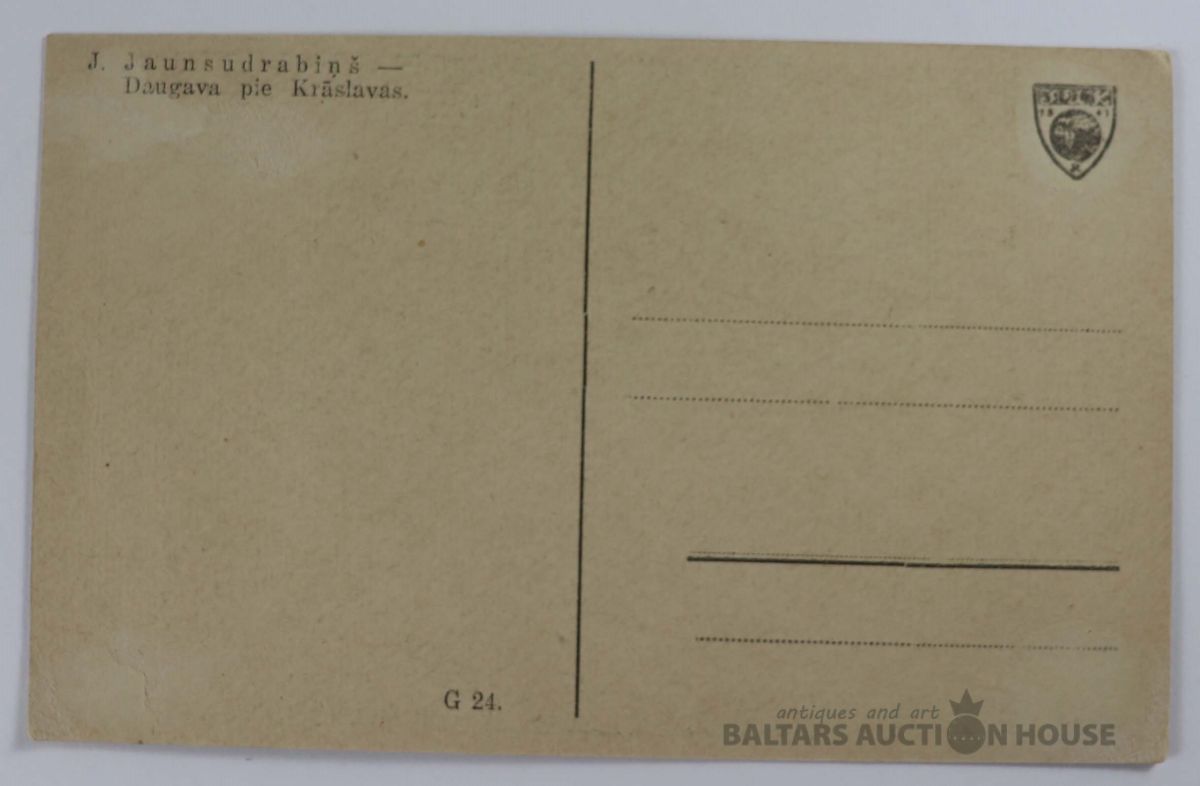 J. Jaunsudrabiņš —
Daugava pie Krāslavas.
G 24.
antiques and art
BALTARS AUCTION HOUSE